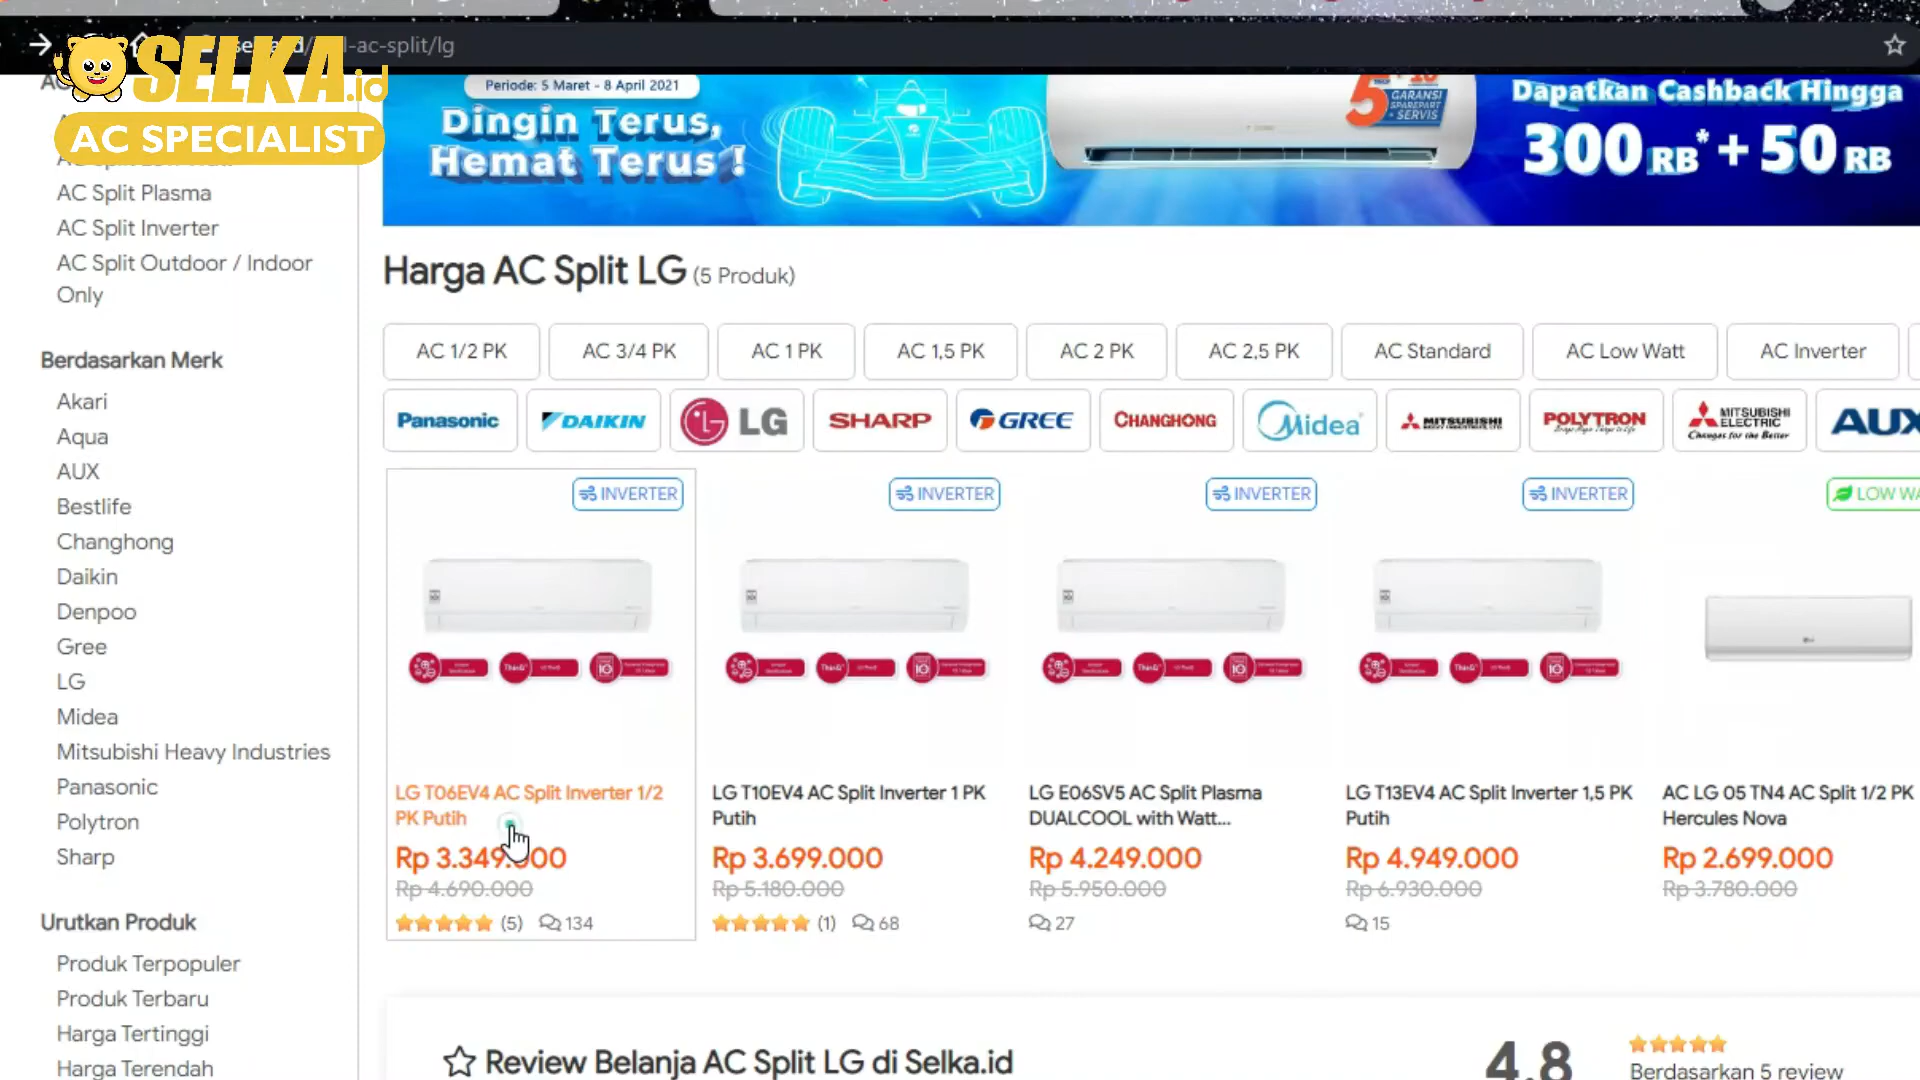 -ac-split/lg
SELKA.id
AC SPECIALIST
Periode: 5 Maret - 8 April 2021
Dingin Terus,
Hemat Terus !
5
GARANSI
SPAREPART
+ SERVIS
Dapatkan Cashback Hingga
300 RB* + 50 RB
AC Split Plasma
AC Split Inverter
AC Split Outdoor / Indoor
Only
Berdasarkan Merk
Akari
Aqua
AUX
Bestlife
Changhong
Daikin
Denpoo
Gree
LG
Midea
Mitsubishi Heavy Industries
Panasonic
Polytron
Sharp
Urutkan Produk
Produk Terpopuler
Produk Terbaru
Harga Tertinggi
Harga Terendah
Harga AC Split LG (5 Produk)
AC 1/2 PK
AC 3/4 PK
AC 1 PK
AC 1,5 PK
AC 2 PK
AC 2,5 PK
AC Standard
AC Low Watt
AC Inverter
Panasonic
DAIKIN
LG
SHARP
GREE
CHANGHONG
Midea
MITSUBISHI
POLYTRON
MITSUBISHI
ELECTRIC
Changes for the Better
AUX
INVERTER
INVERTER
INVERTER
INVERTER
LOW WA
LG T06EV4 AC Split Inverter 1/2
PK Putih
Rp 3.349.000
Rp 4.690.000
(5) 134
LG T10EV4 AC Split Inverter 1 PK
Putih
Rp 3.699.000
Rp 5.180.000
(1) 68
LG E06SV5 AC Split Plasma
DUALCOOL with Watt...
Rp 4.249.000
Rp 5.950.000
27
LG T13EV4 AC Split Inverter 1,5 PK
Putih
Rp 4.949.000
Rp 6.930.000
15
AC LG 05 TN4 AC Split 1/2 PK
Hercules Nova
Rp 2.699.000
Rp 3.780.000
Review Belanja AC Split LG di Selka.id
4.8
Berdasarkan 5 review